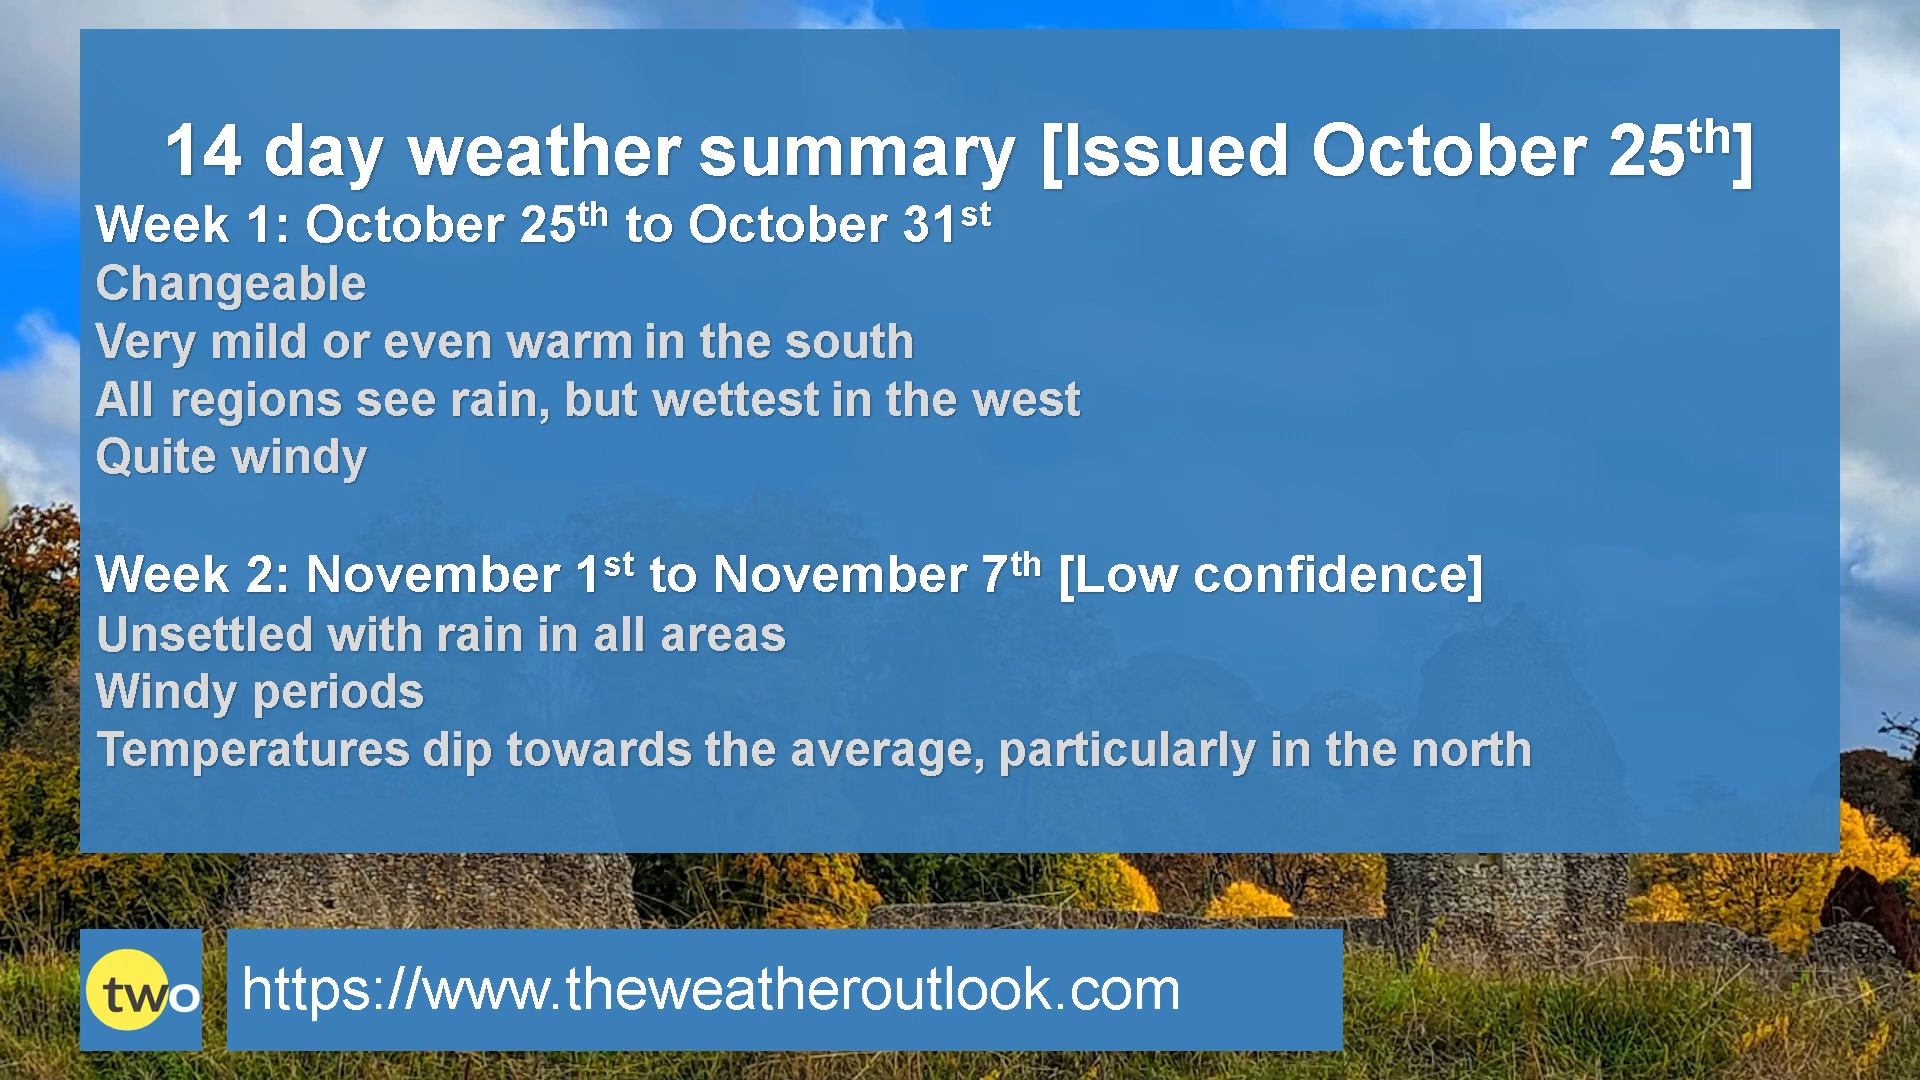 14 day weather summary [Issued October 25th]
Week 1: October 25th to October 31st
Changeable
Very mild or even warm in the south
All regions see rain, but wettest in the west
Quite windy
Week 2: November 1st to November 7th [Low confidence]
Unsettled with rain in all areas
Windy periods
Temperatures dip towards the average, particularly in the north
two
https://www.theweatheroutlook.com